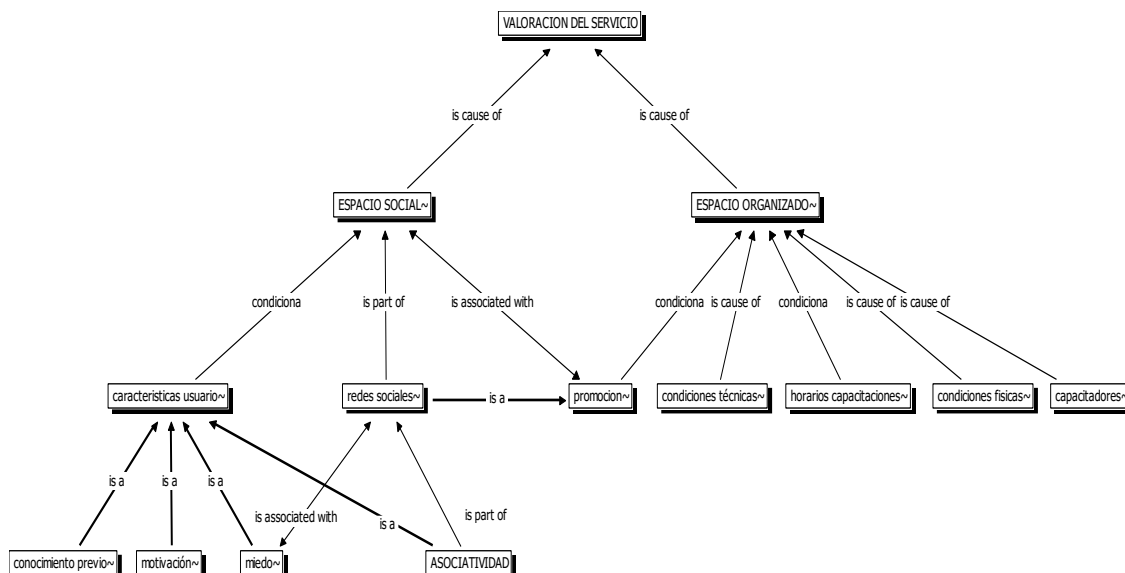 VALORACION DEL SERVICIO
is cause of
is cause of
ESPACIO SOCIAL~
ESPACIO ORGANIZADO~
condiciona
is part of
is associated with
condiciona
is cause of
condiciona
is cause of
is cause of
caracteristicas usuario~
redes sociales~
is a
promocion~
condiciones técnicas~
horarios capacitaciones~
condiciones fisicas~
capacitadores~
is a
is a
is a
is associated with
is a
is part of
conocimiento previo~
motivación~
miedo~
ASOCIATIVIDAD